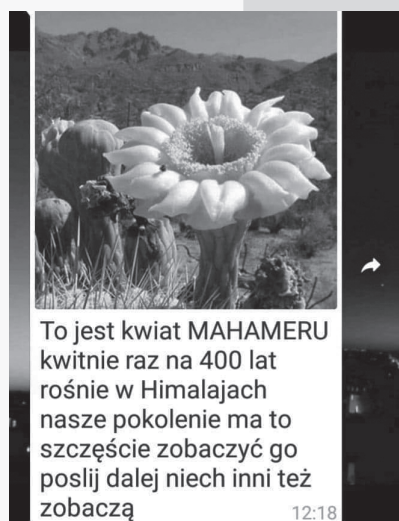 To jest kwiat MAHAMERU
kwitnie raz na 400 lat
rośnie w Himalajach
nasze pokolenie ma to
szczęście zobaczyć go
poslij dalej niech inni też
zobaczą 12:18